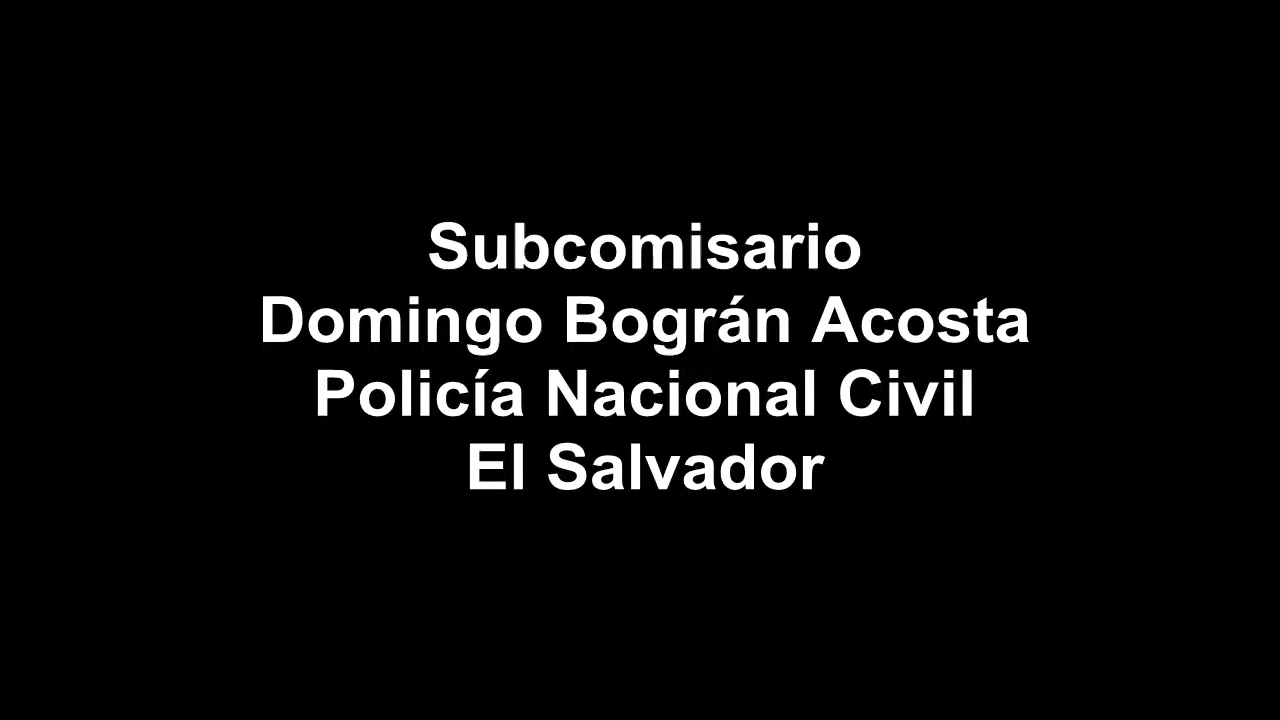 Subcomisario
Domingo Bográn Acosta
Policía Nacional Civil
El Salvador